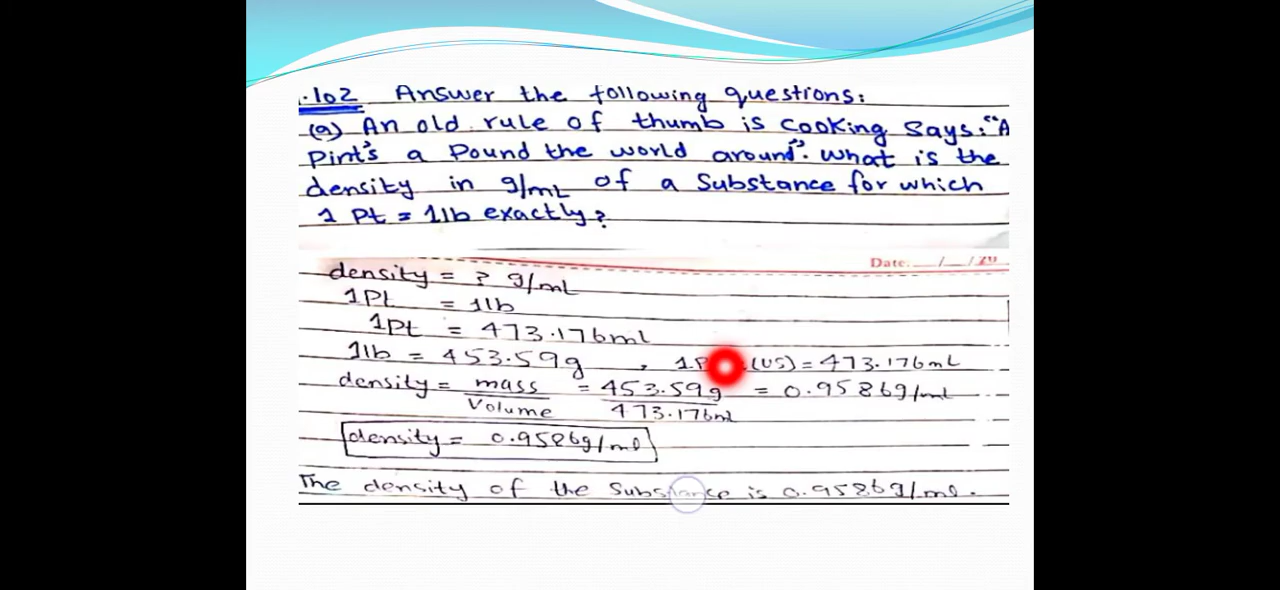 .102 Answer the following questions:
(a) An old rule of thumb is cooking says: "A
Pint's a Pound the world around". What is the
density in g/mL of a Substance for which
1 Pt = 1lb exactly?
Date: __/__/20
density = ? g/ml
1Pt = 1lb
1Pt = 473.176ml
1lb = 453.59g , 1.P (US) = 473.176mL
density = mass/Volume = 453.59g/473.176ml = 0.9586g/ml
density = 0.9586g/ml
The density of the Substance is 0.9586g/ml.